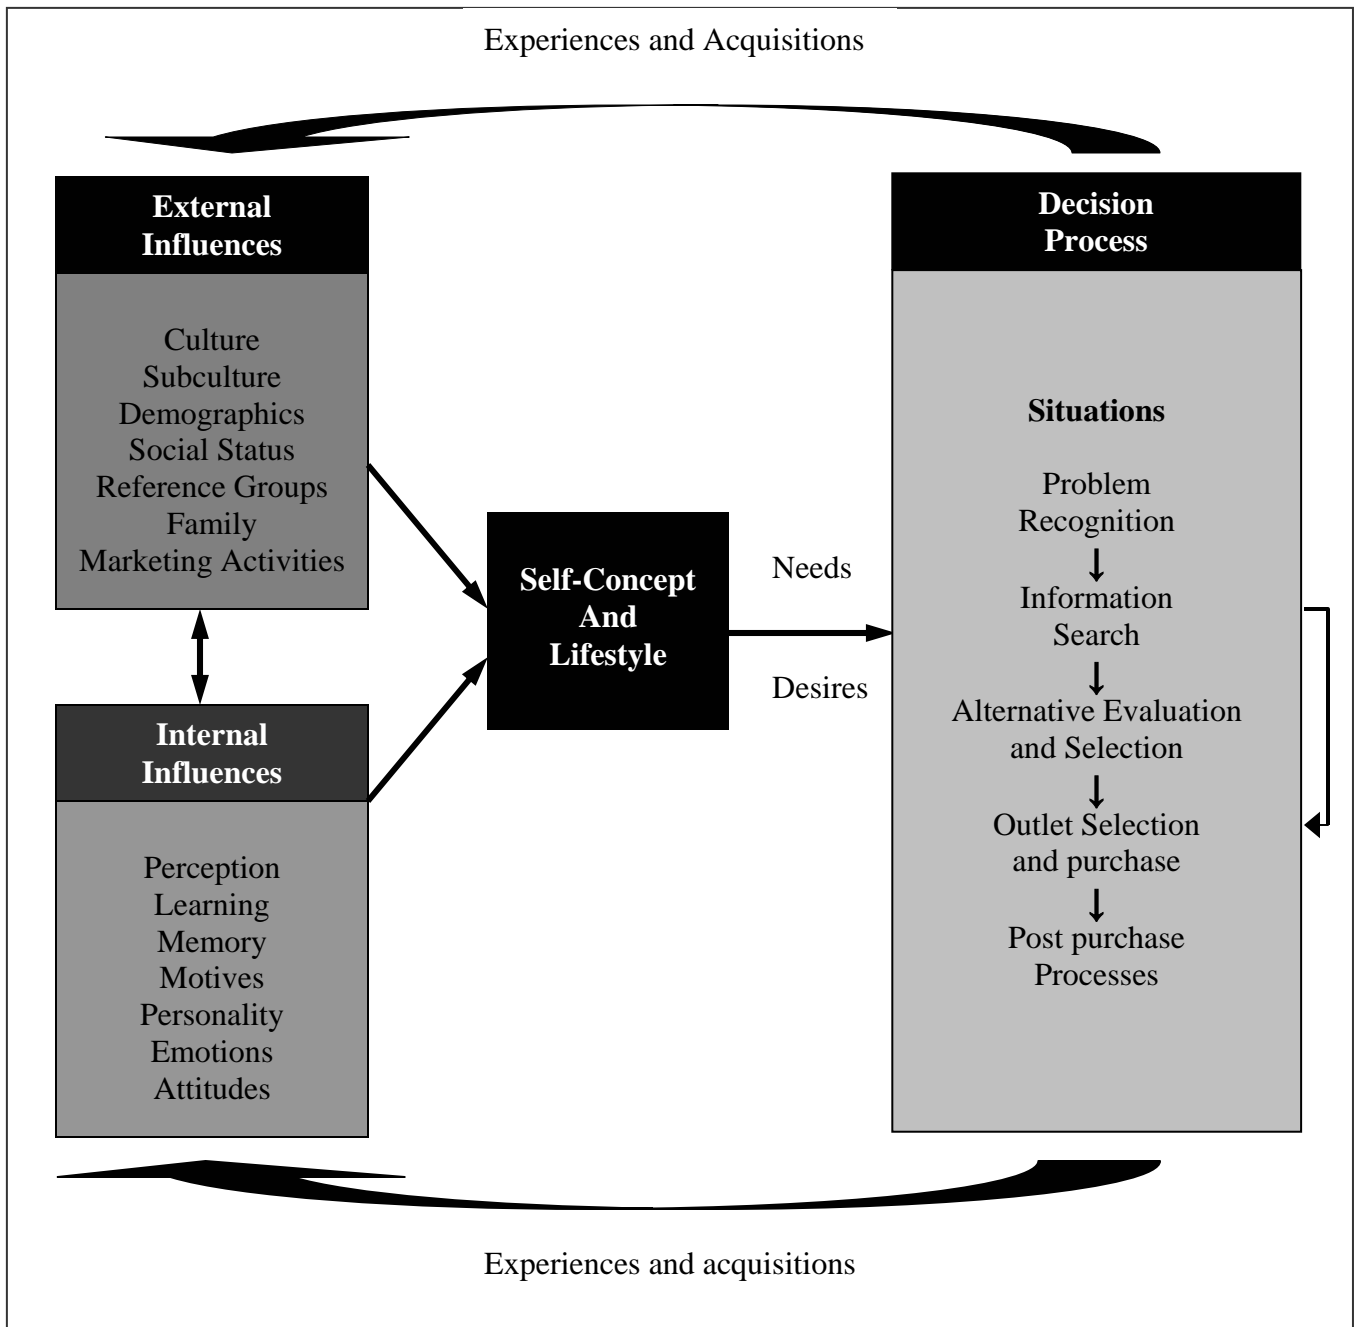 Experiences and Acquisitions
External
Influences
Culture
Subculture
Demographics
Social Status
Reference Groups
Family
Marketing Activities
Internal
Influences
Perception
Learning
Memory
Motives
Personality
Emotions
Attitudes
Self-Concept
And
Lifestyle
Needs
Desires
Decision
Process
Situations
Problem
Recognition
Information
Search
Alternative Evaluation
and Selection
Outlet Selection
and purchase
Post purchase
Processes
Experiences and acquisitions